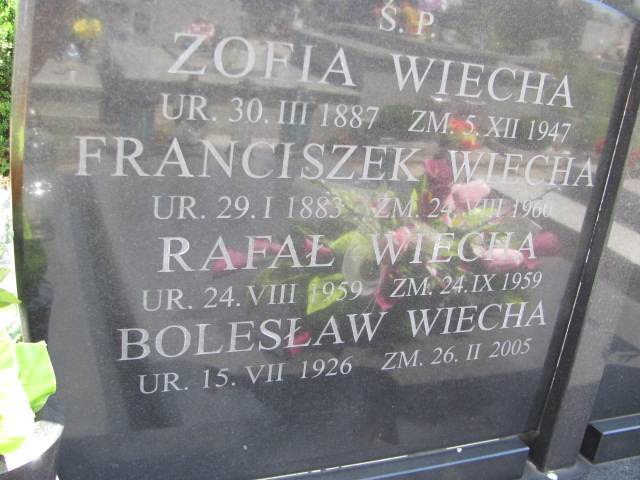 Ś. P.
ZOFIA WIECHA
UR. 30. III 1887 ZM. 5. XII 1947
FRANCISZEK WIECHA
UR. 29. I 1883 ZM. 24. VIII 1960
RAFAŁ WIECHA
UR. 24. VIII 1959 ZM. 24. IX 1959
BOLESŁAW WIECHA
UR. 15. VII 1926 ZM. 26. II 2005